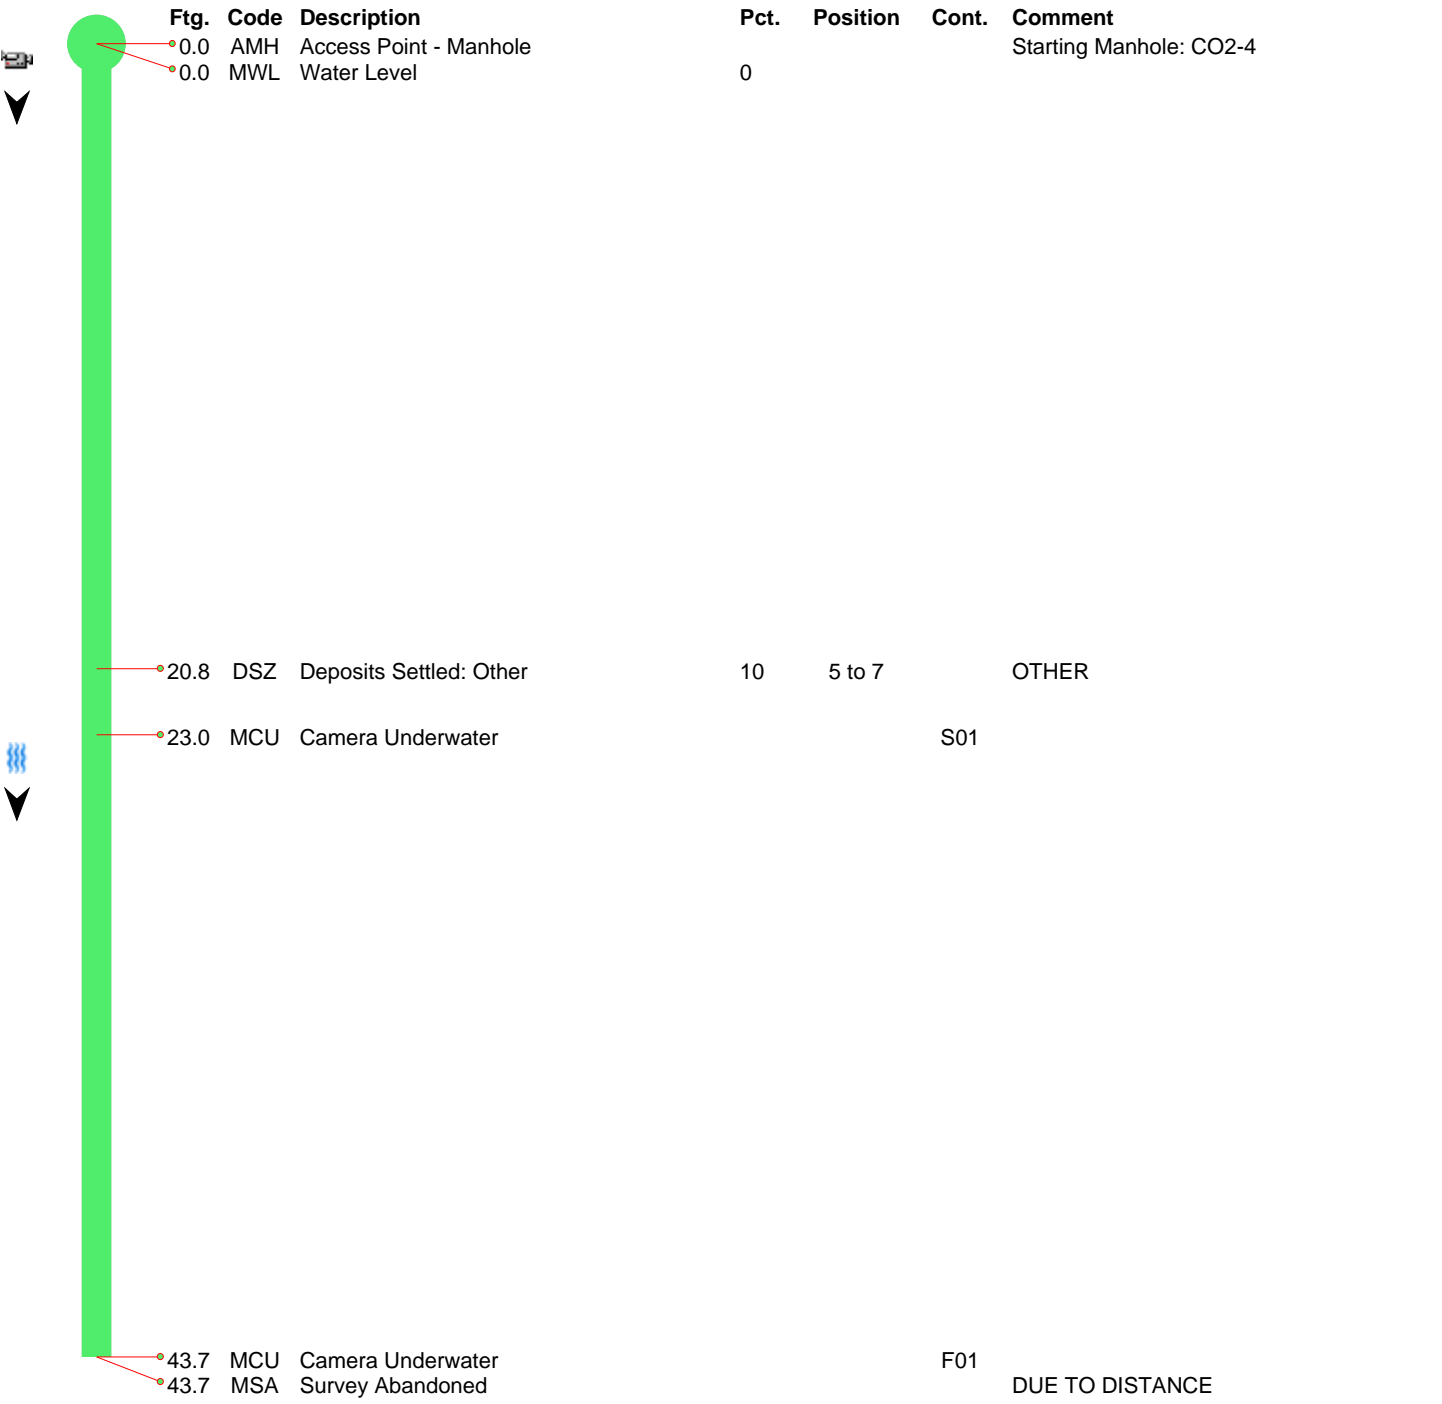 Ftg. Code Description Pct. Position Cont. Comment
0.0 AMH Access Point - Manhole Starting Manhole: CO2-4
0.0 MWL Water Level 0
20.8 DSZ Deposits Settled: Other 10 5 to 7 OTHER
23.0 MCU Camera Underwater S01
43.7 MCU Camera Underwater F01
43.7 MSA Survey Abandoned DUE TO DISTANCE